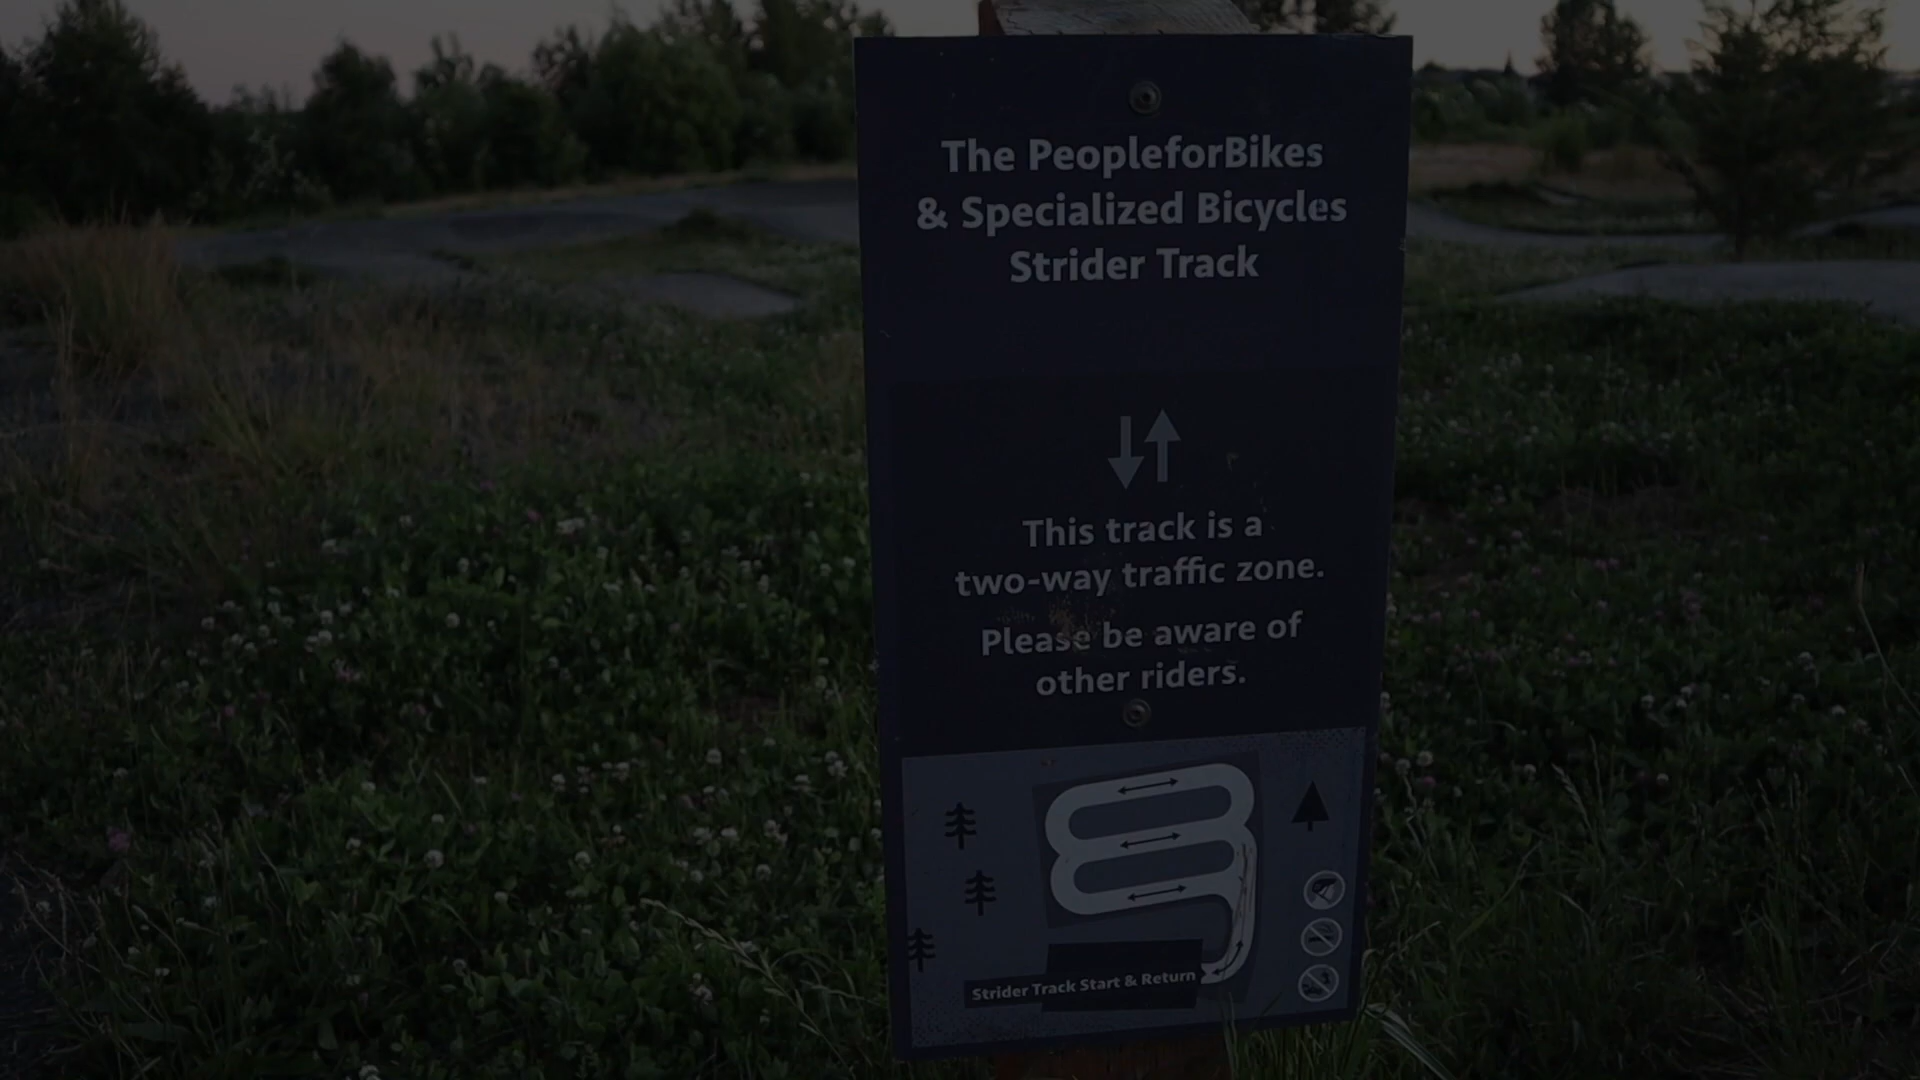 The PeopleforBikes
& Specialized Bicycles
Strider Track
This track is a
two-way traffic zone.
Please be aware of
other riders.
Strider Track Start & Return